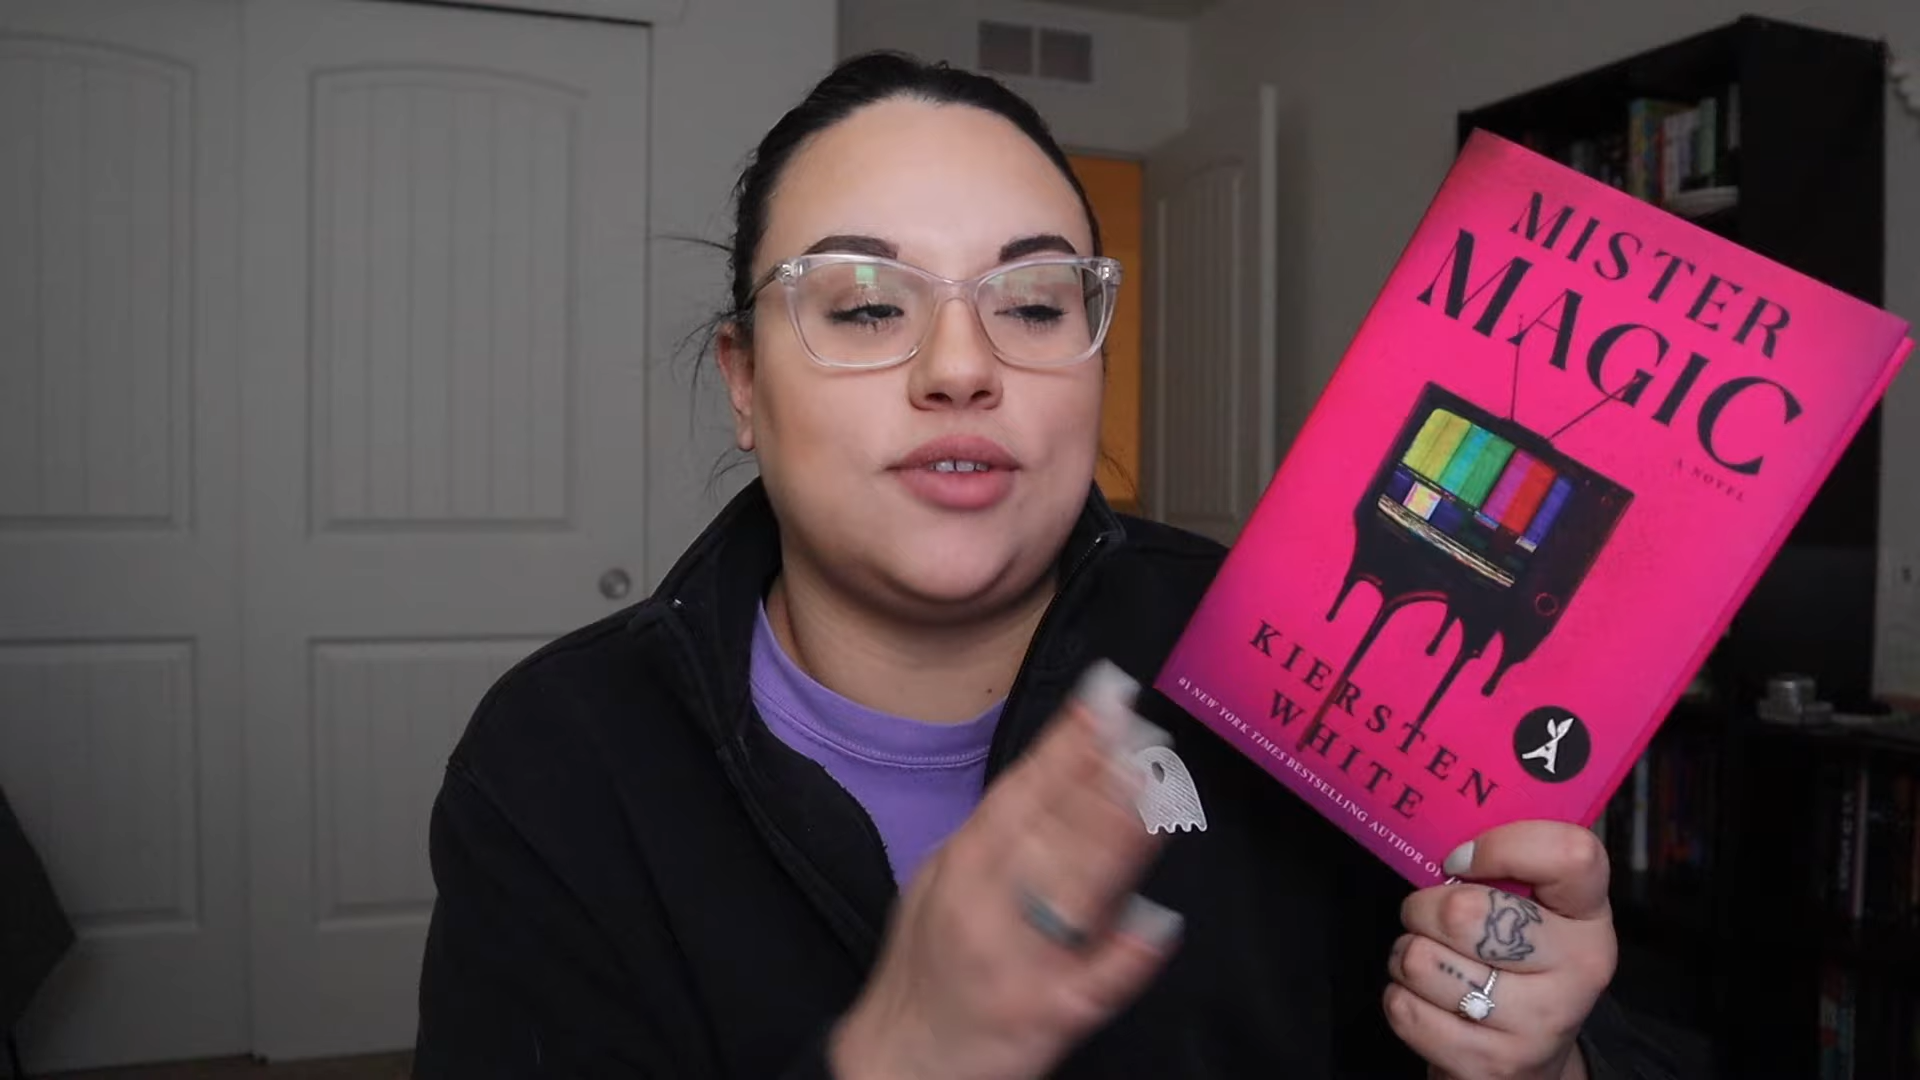 MISTER
MAGIC
A NOVEL
KIERSTEN
WHITE
#1 NEW YORK TIMES BESTSELLING AUTHOR OF
A